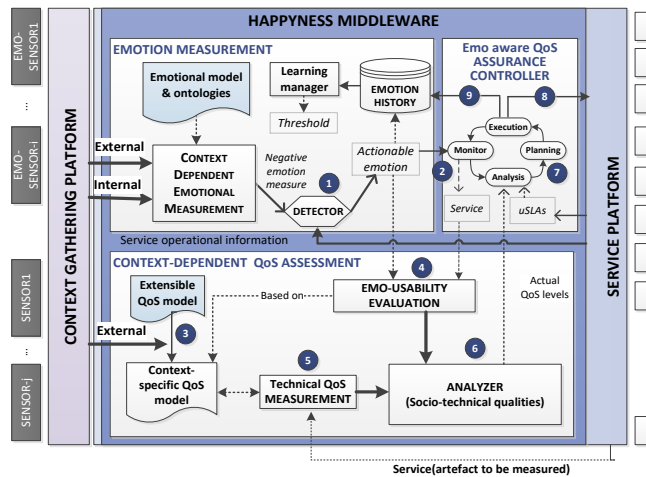 HAPPYNESS MIDDLEWARE
EMO-
SENSOR1
...
EMO-
SENSOR-i
SENSOR1
...
SENSOR-j
CONTEXT GATHERING PLATFORM
External
Internal
External
EMOTION MEASUREMENT
Emotional model
& ontologies
CONTEXT
DEPENDENT
EMOTIONAL
MEASUREMENT
Learning
manager
Threshold
EMOTION
HISTORY
Negative
emotion
measure
1
DETECTOR
Actionable
emotion
Service operational information
Emo aware QoS
ASSURANCE
CONTROLLER
9
8
Execution
Monitor
Planning
Analysis
2
7
Service
uSLAs
CONTEXT-DEPENDENT QoS ASSESSMENT
Extensible
QoS model
3
Based on
4
EMO-USABILITY
EVALUATION
Actual
QoS levels
Context-
specific QoS
model
5
Technical QoS
MEASUREMENT
6
ANALYZER
(Socio-technical qualities)
SERVICE PLATFORM
Service(artefact to be measured)